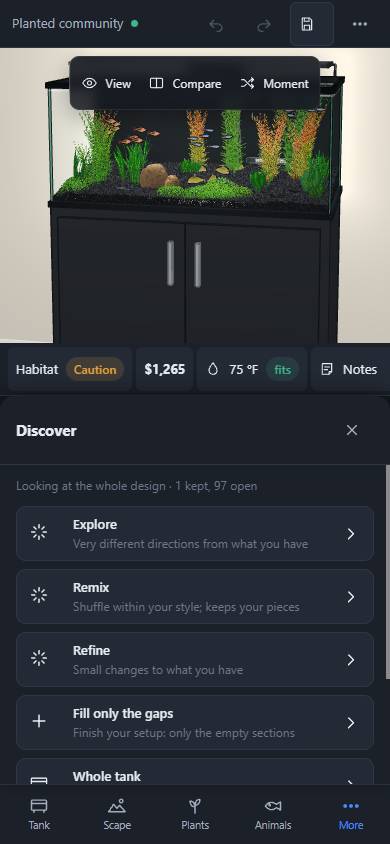 Planted community
View
Compare
Moment
Habitat
Caution
$1,265
75 °F
fits
Notes
Discover
Looking at the whole design · 1 kept, 97 open
Explore
Very different directions from what you have
Remix
Shuffle within your style; keeps your pieces
Refine
Small changes to what you have
Fill only the gaps
Finish your setup: only the empty sections
Whole tank
Tank
Scape
Plants
Animals
More